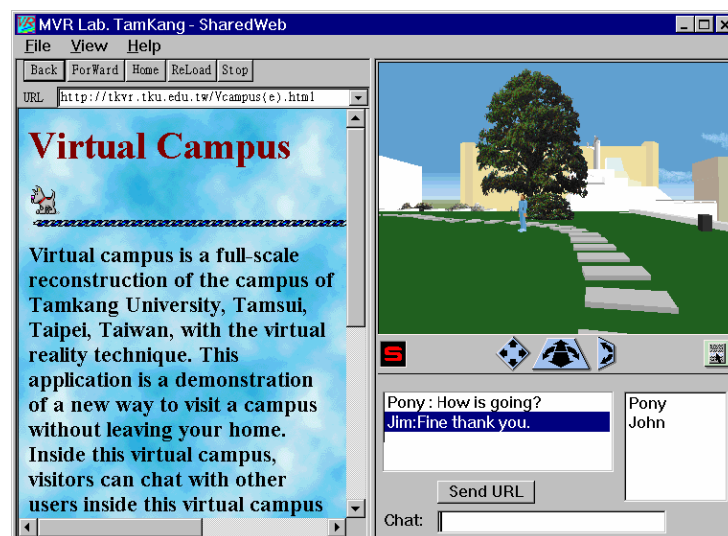 MVR Lab. TamKang - SharedWeb
File View Help
Back ForWard Home ReLoad Stop
URL http://tkvr.tku.edu.tw/Vcampus(e).html
Virtual Campus
Virtual campus is a full-scale
reconstruction of the campus of
Tamkang University, Tamsui,
Taipei, Taiwan, with the virtual
reality technique. This
application is a demonstration
of a new way to visit a campus
without leaving your home.
Inside this virtual campus,
visitors can chat with other
users inside this virtual campus
S
Pony : How is going?
Jim:Fine thank you.
Pony
John
Send URL
Chat: